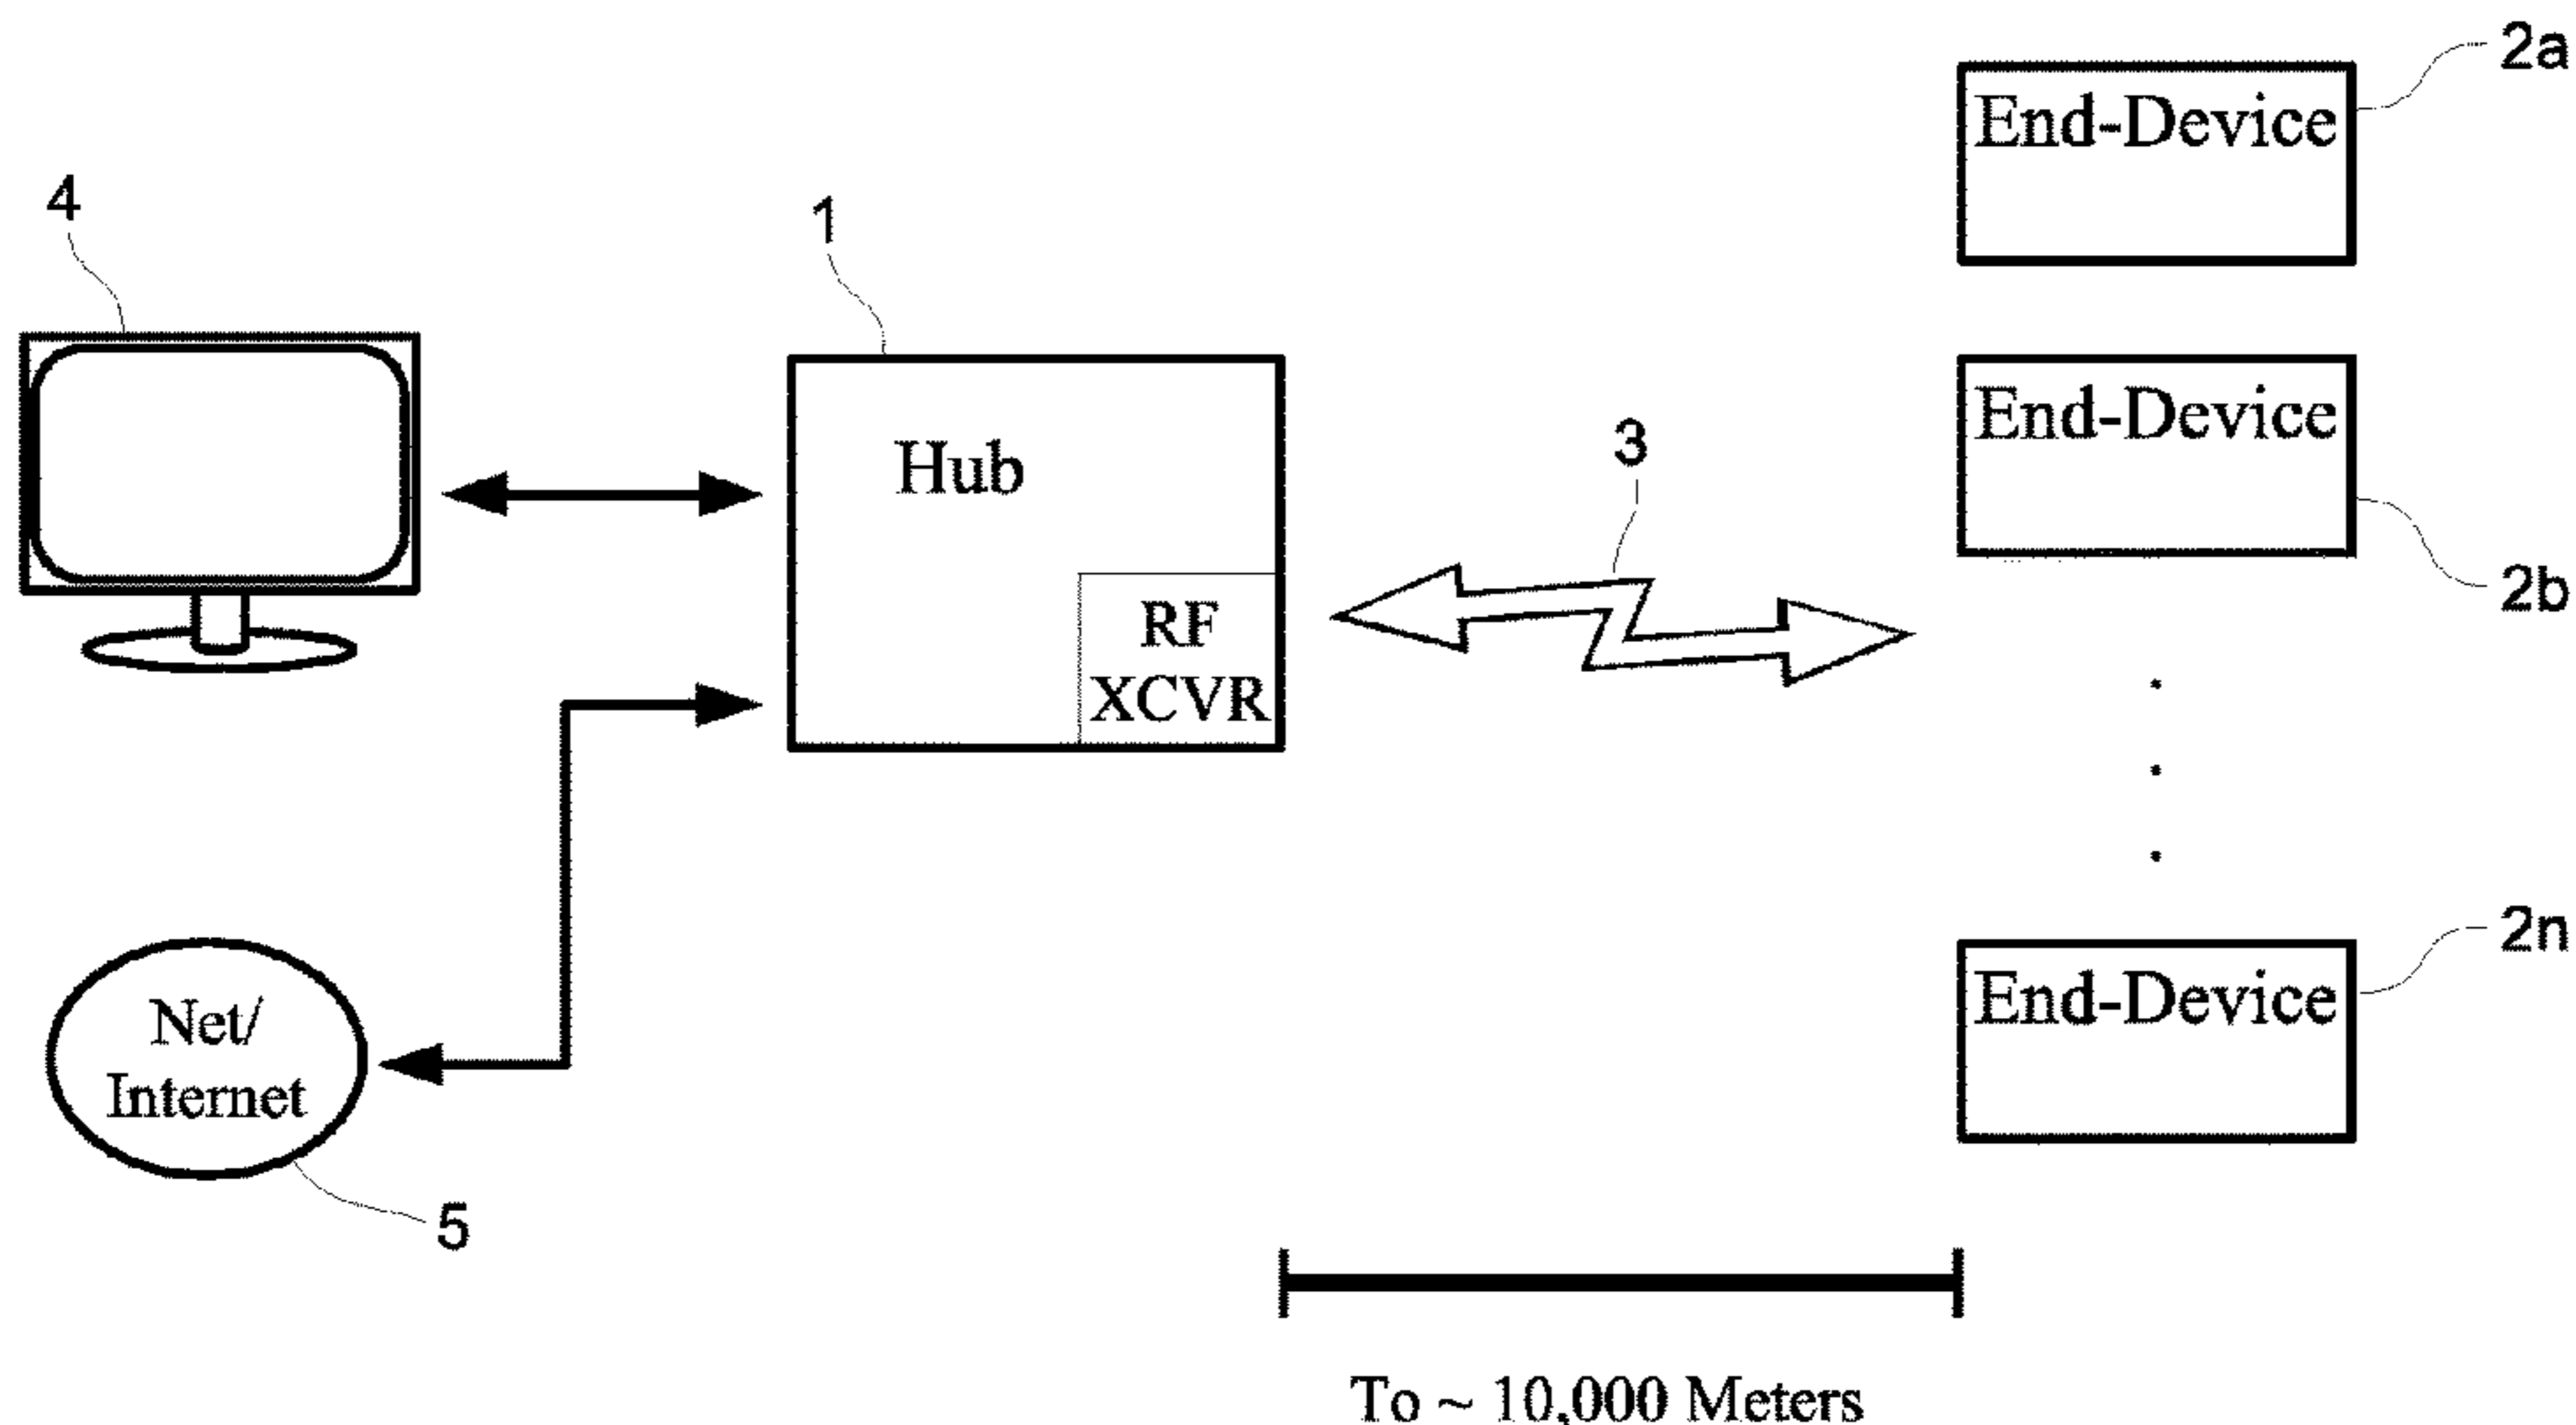 2a
End-Device
4
1
End-Device
Hub
3
2b
RF
XCVR
2n
End-Device
Net/
Internet
5
To ~ 10,000 Meters